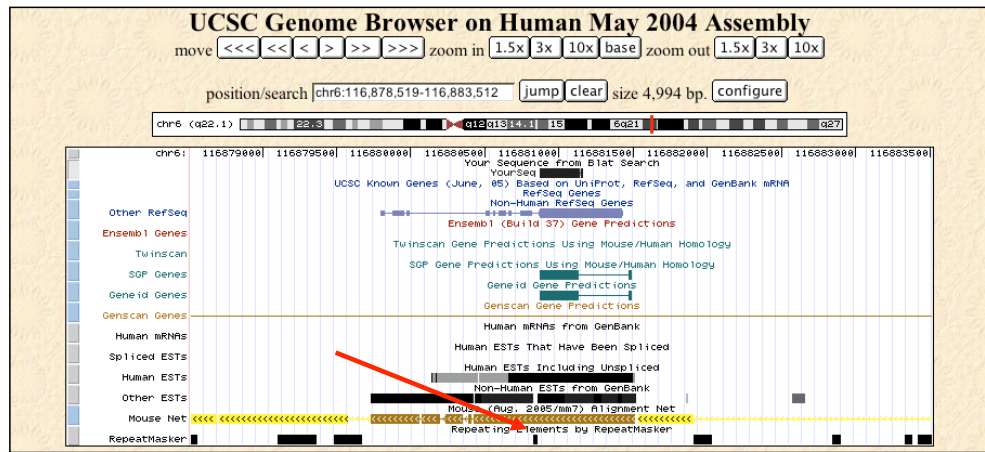 UCSC Genome Browser on Human May 2004 Assembly
move <<< << < > >> >>> zoom in 1.5x 3x 10x base zoom out 1.5x 3x 10x
position/search chr6:116,878,519-116,883,512 jump clear size 4,994 bp. configure
chr6 (q22.1) 22.3 q12 q13 14.1 15 6q21 q27
chr6: 116879000| 116879500| 116880000| 116880500| 116881000| 116881500| 116882000| 116882500| 116883000| 116883500|
Your Sequence from Blat Search
YourSeq
UCSC Known Genes (June, 05) Based on UniProt, RefSeq, and GenBank mRNA
RefSeq Genes
Non-Human RefSeq Genes
Other RefSeq
Ensembl (Build 37) Gene Predictions
Ensembl Genes
Twinscan Gene Predictions Using Mouse/Human Homology
Twinscan
SGP Gene Predictions Using Mouse/Human Homology
SGP Genes
Geneid Gene Predictions
Geneid Genes
Genscan Gene Predictions
Genscan Genes
Human mRNAs from GenBank
Human mRNAs
Human ESTs That Have Been Spliced
Spliced ESTs
Human ESTs Including Unspliced
Human ESTs
Non-Human ESTs from GenBank
Other ESTs
Mouse (Aug. 2005/mm7) Alignment Net
Mouse Net
Repeating Elements by RepeatMasker
RepeatMasker